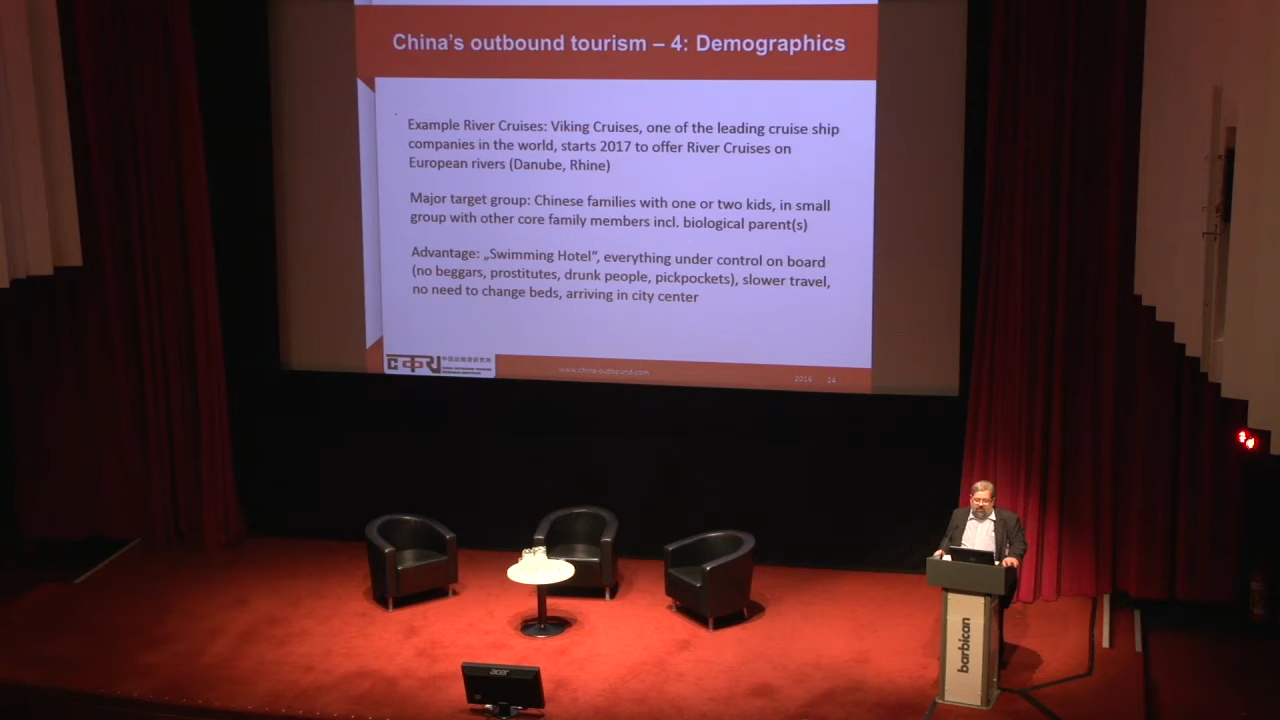 China's outbound tourism – 4: Demographics
Example River Cruises: Viking Cruises, one of the leading cruise ship
companies in the world, starts 2017 to offer River Cruises on
European rivers (Danube, Rhine)
Major target group: Chinese families with one or two kids, in small
group with other core family members incl. biological parent(s)
Advantage: „Swimming Hotel", everything under control on board
(no beggars, prostitutes, drunk people, pickpockets), slower travel,
no need to change beds, arriving in city center
www.china-outbound.com
2016 24
barbican
acer